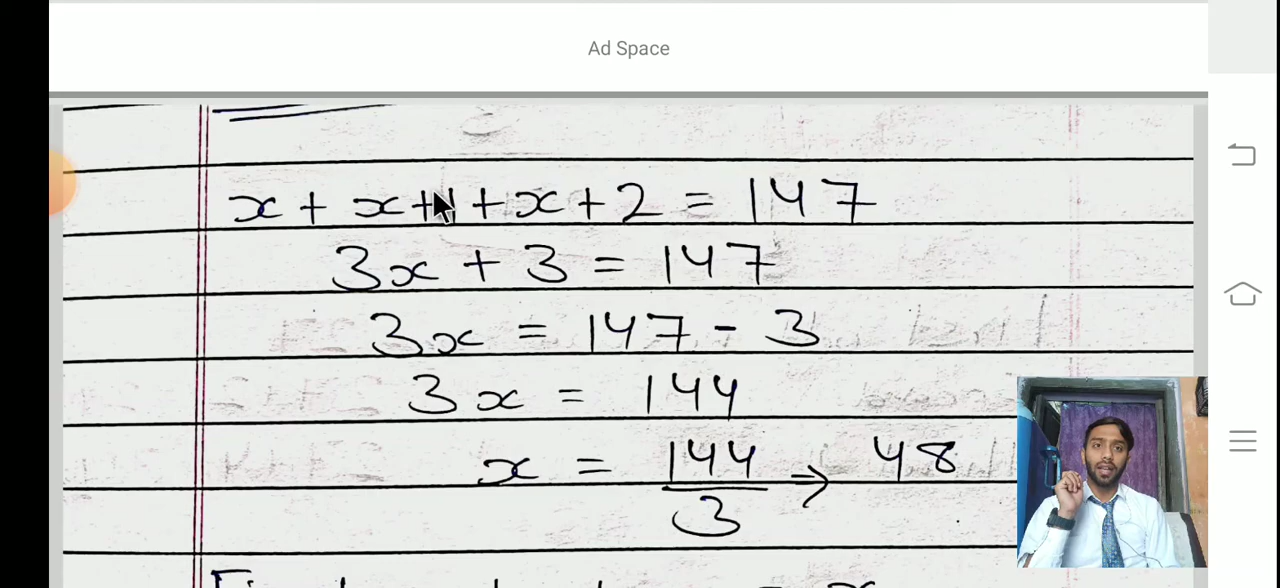 Ad Space
x + x+1 + x + 2 = 147
3x + 3 = 147
3x = 147 - 3
3x = 144
x = 144/3 → 48